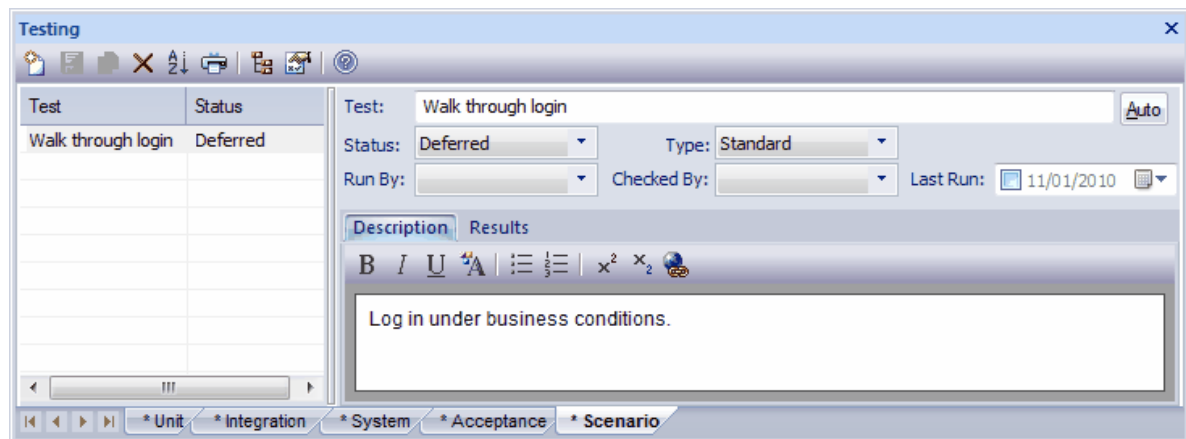 Testing
Test Status
Walk through login Deferred
Test: Walk through login Auto
Status: Deferred Type: Standard
Run By: Checked By: Last Run: 11/01/2010
Description Results
B I U A x² x₂
Log in under business conditions.
* Unit * Integration * System * Acceptance * Scenario